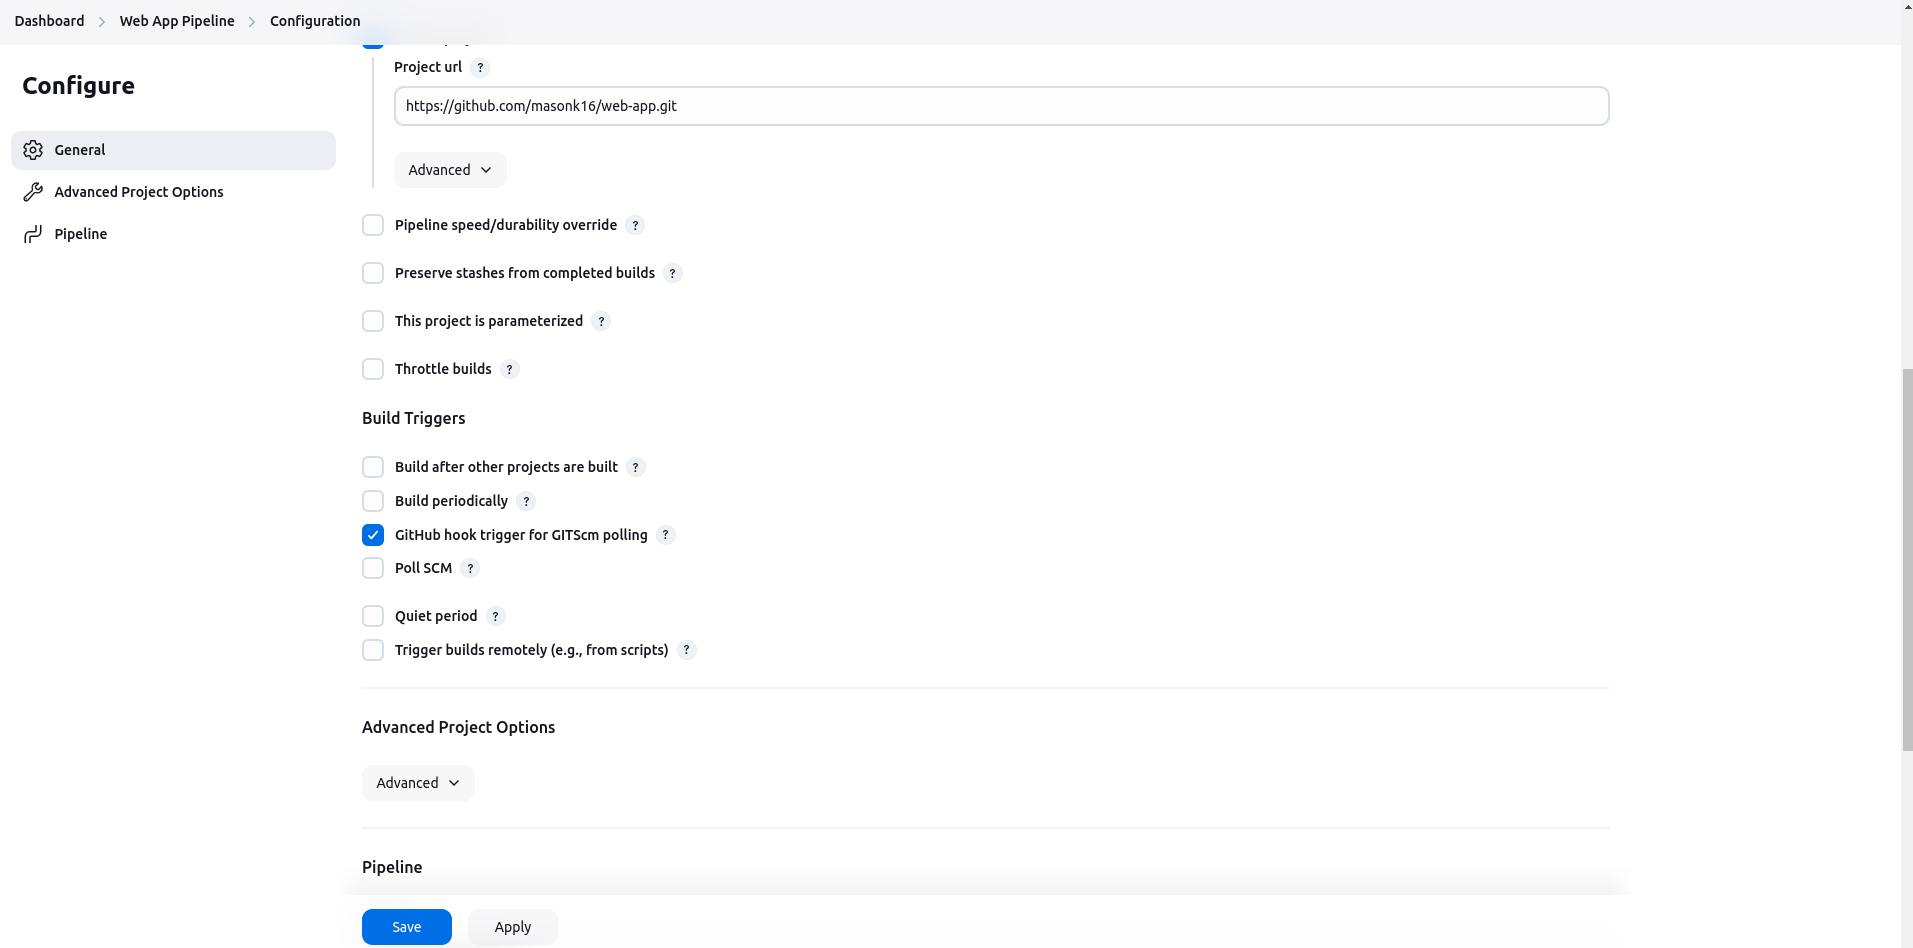 Dashboard > Web App Pipeline > Configuration
Configure
General
Advanced Project Options
Pipeline
Project url ?
https://github.com/masonk16/web-app.git
Advanced
Pipeline speed/durability override ?
Preserve stashes from completed builds ?
This project is parameterized ?
Throttle builds ?
Build Triggers
Build after other projects are built ?
Build periodically ?
GitHub hook trigger for GITScm polling ?
Poll SCM ?
Quiet period ?
Trigger builds remotely (e.g., from scripts) ?
Advanced Project Options
Advanced
Pipeline
Save
Apply